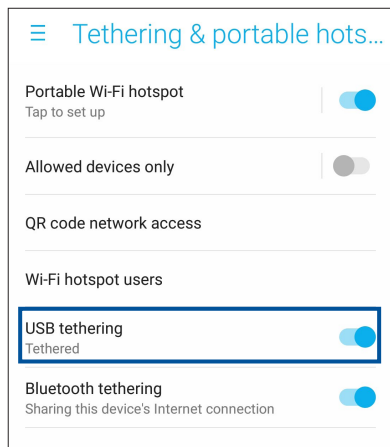 Tethering & portable hots...
Portable Wi-Fi hotspot
Tap to set up
Allowed devices only
QR code network access
Wi-Fi hotspot users
USB tethering
Tethered
Bluetooth tethering
Sharing this device's Internet connection